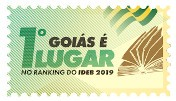 1º GOIÁS É
LUGAR
NO RANKING DO IDEB 2019